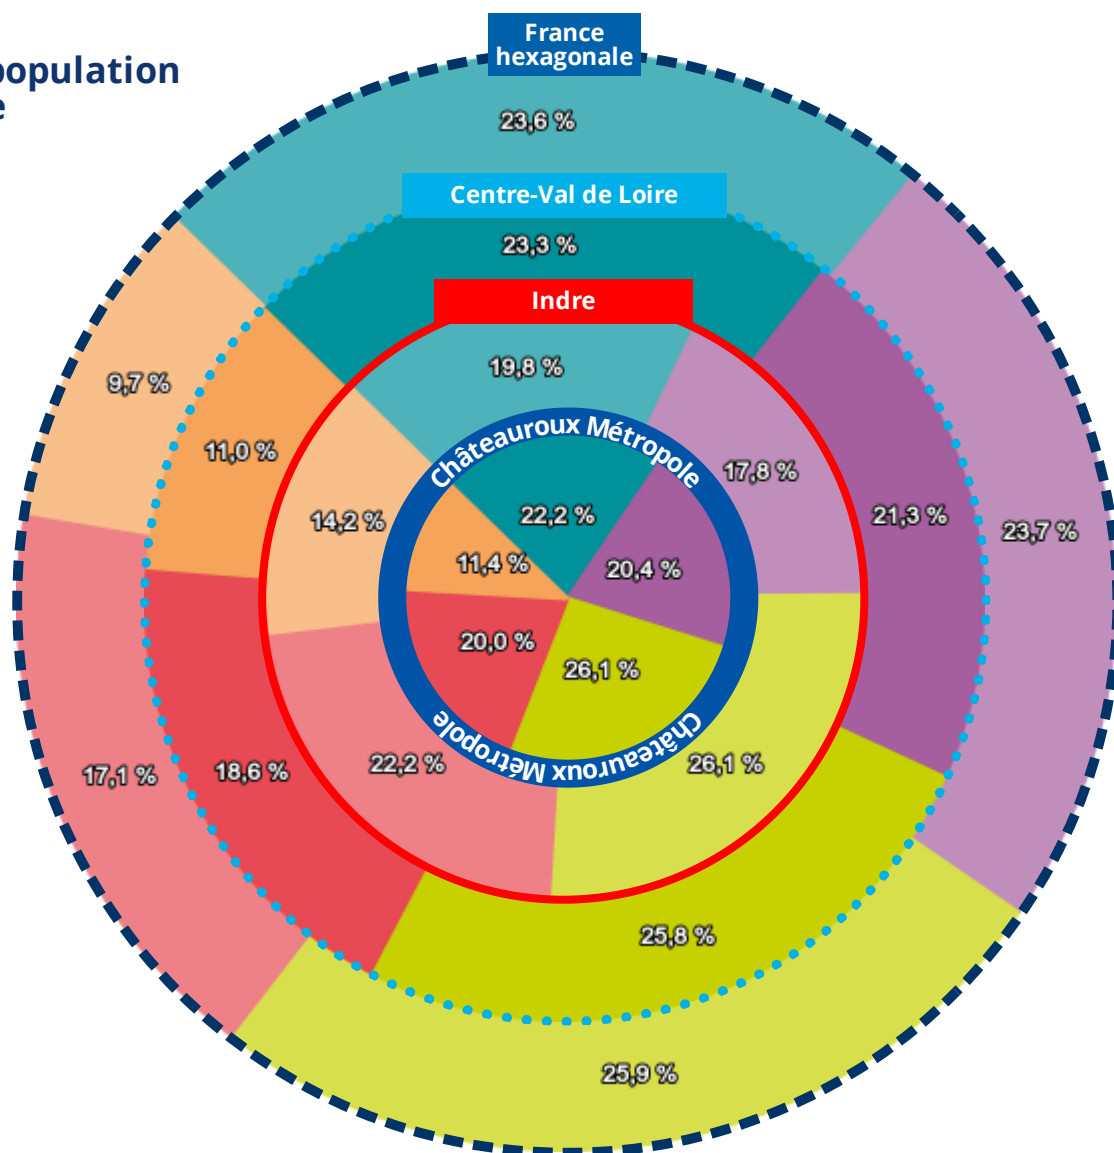 population
e
France
hexagonale
23,6 %
Centre-Val de Loire
23,3 %
Indre
19,8 %
9,7 %
Châteauroux Métropole
11,0 %
17,8 %
14,2 %
22,2 %
21,3 %
23,7 %
11,4 %
20,4 %
20,0 %
26,1 %
Châteauroux Métropole
22,2 %
26,1 %
17,1 %
18,6 %
25,8 %
25,9 %